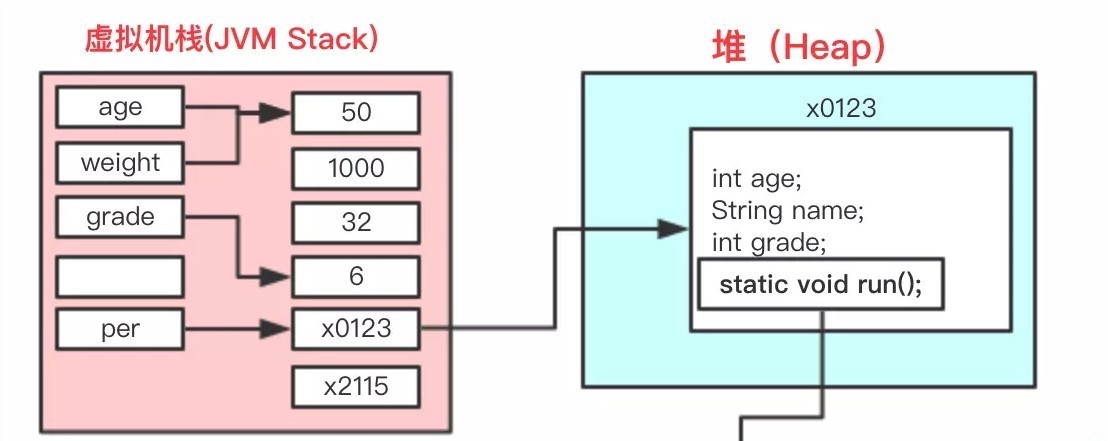 虚拟机栈(JVM Stack)
age
weight
grade
per
50
1000
32
6
x0123
x2115
堆（Heap）
x0123
int age;
String name;
int grade;
static void run();